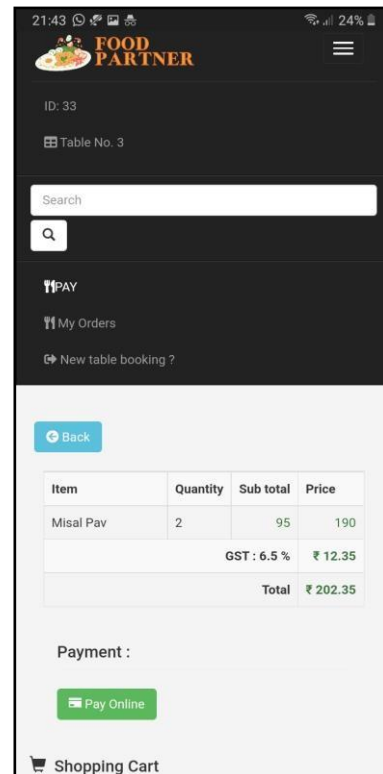 21:43 24%
FOOD
PARTNER
ID: 33
Table No. 3
Search
PAY
My Orders
New table booking ?
Back
Item Quantity Sub total Price
Misal Pav 2 95 190
GST : 6.5 % ₹ 12.35
Total ₹ 202.35
Payment :
Pay Online
Shopping Cart